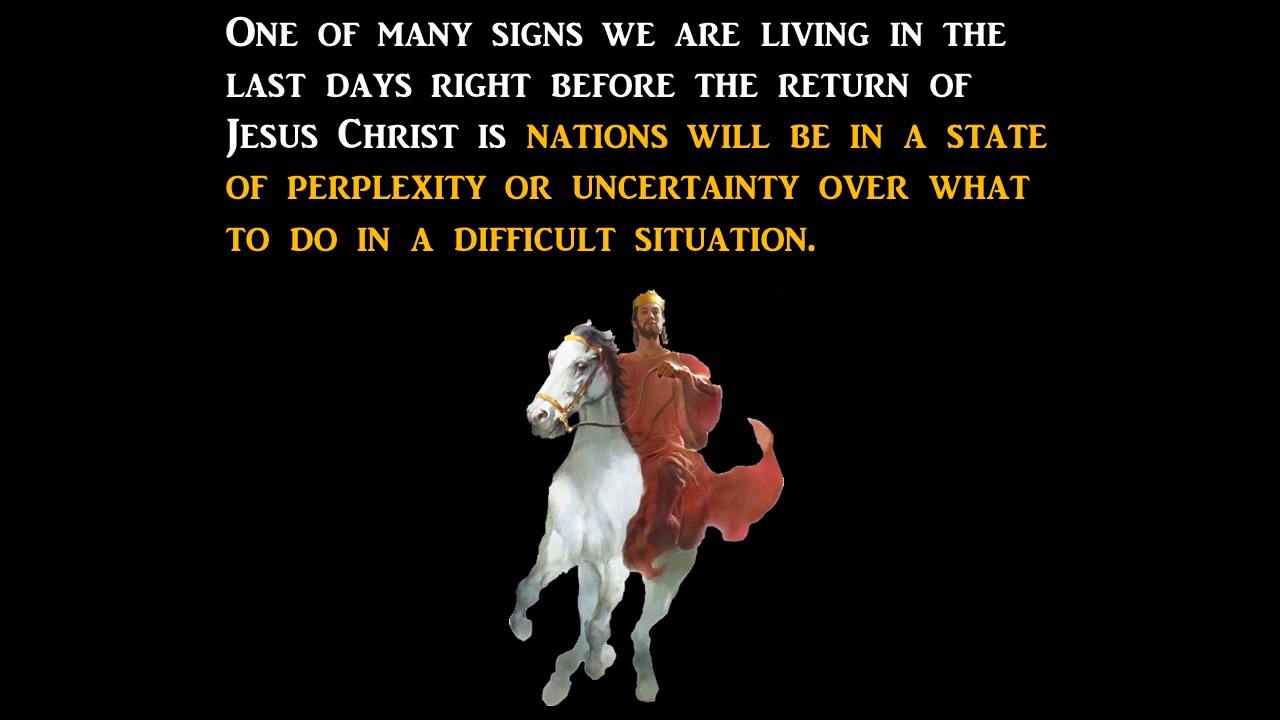 One of many signs we are living in the
last days right before the return of
Jesus Christ is nations will be in a state
of perplexity or uncertainty over what
to do in a difficult situation.